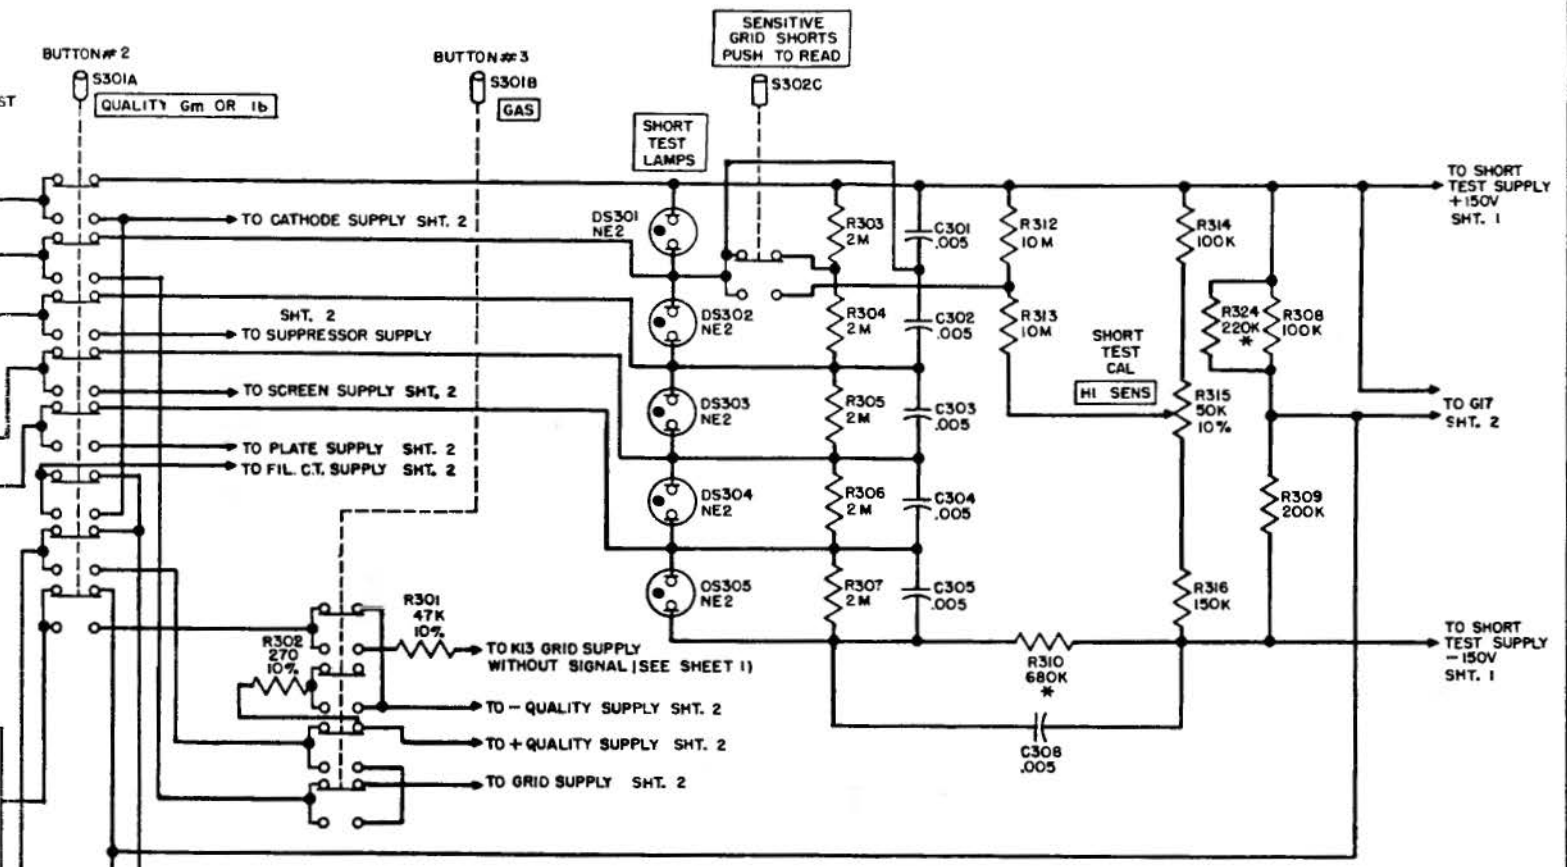 SENSITIVE
GRID SHORTS
PUSH TO READ
BUTTON # 2
BUTTON #3
S301A
S301B
S302C
ST
QUALITY Gm OR Ib
GAS
SHORT
TEST
LAMPS
TO SHORT
TEST SUPPLY
+150V
SHT. 1
TO CATHODE SUPPLY SHT. 2
DS301
NE2
R303
2M
C301
.005
R312
10M
R314
100K
SHT. 2
TO SUPPRESSOR SUPPLY
DS302
NE2
R304
2M
C302
.005
R313
10M
R324
220K
*
R308
100K
SHORT
TEST
CAL
HI SENS
TO SCREEN SUPPLY SHT. 2
DS303
NE2
R305
2M
C303
.005
R315
50K
10%
TO G17
SHT. 2
TO PLATE SUPPLY SHT. 2
TO FIL. C.T. SUPPLY SHT. 2
DS304
NE2
R306
2M
C304
.005
R309
200K
R301
47K
10%
OS305
NE2
R307
2M
C305
.005
R316
150K
R302
270
10%
TO K13 GRID SUPPLY
WITHOUT SIGNAL (SEE SHEET 1)
R310
680K
*
TO SHORT
TEST SUPPLY
-150V
SHT. 1
TO - QUALITY SUPPLY SHT. 2
TO + QUALITY SUPPLY SHT. 2
C308
.005
TO GRID SUPPLY SHT. 2